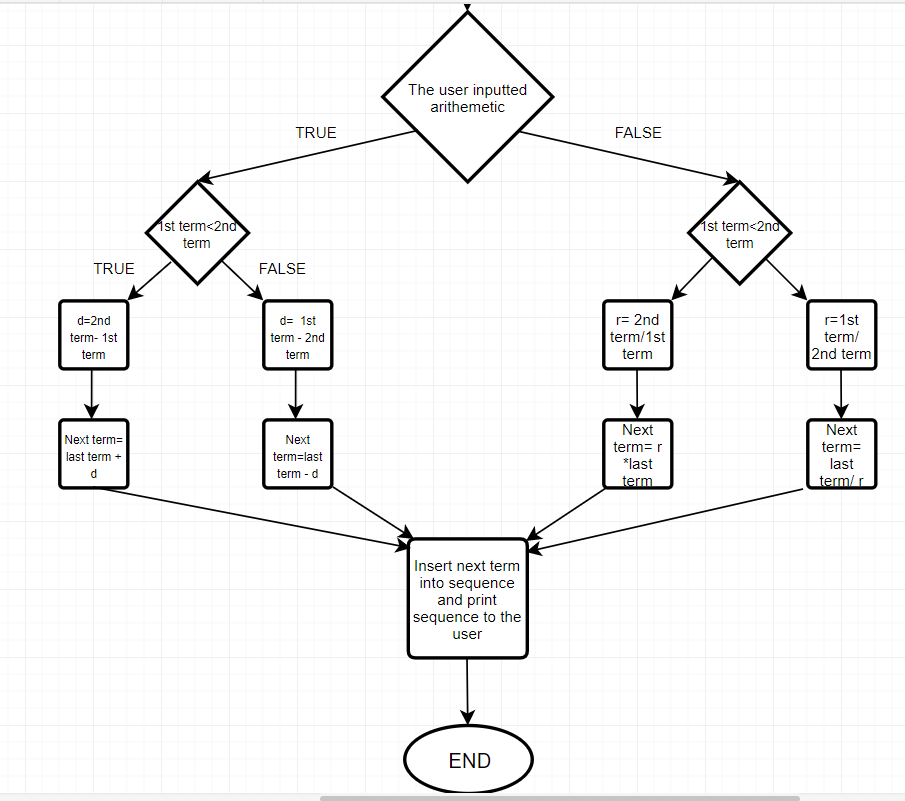 The user inputted
arithemetic
TRUE
FALSE
1st term<2nd
term
1st term<2nd
term
TRUE
FALSE
d=2nd
term- 1st
term
d= 1st
term - 2nd
term
r= 2nd
term/1st
term
r=1st
term/
2nd term
Next term=
last term +
d
Next
term=last
term - d
Next
term= r
*last
term
Next
term=
last
term/ r
Insert next term
into sequence
and print
sequence to the
user
END